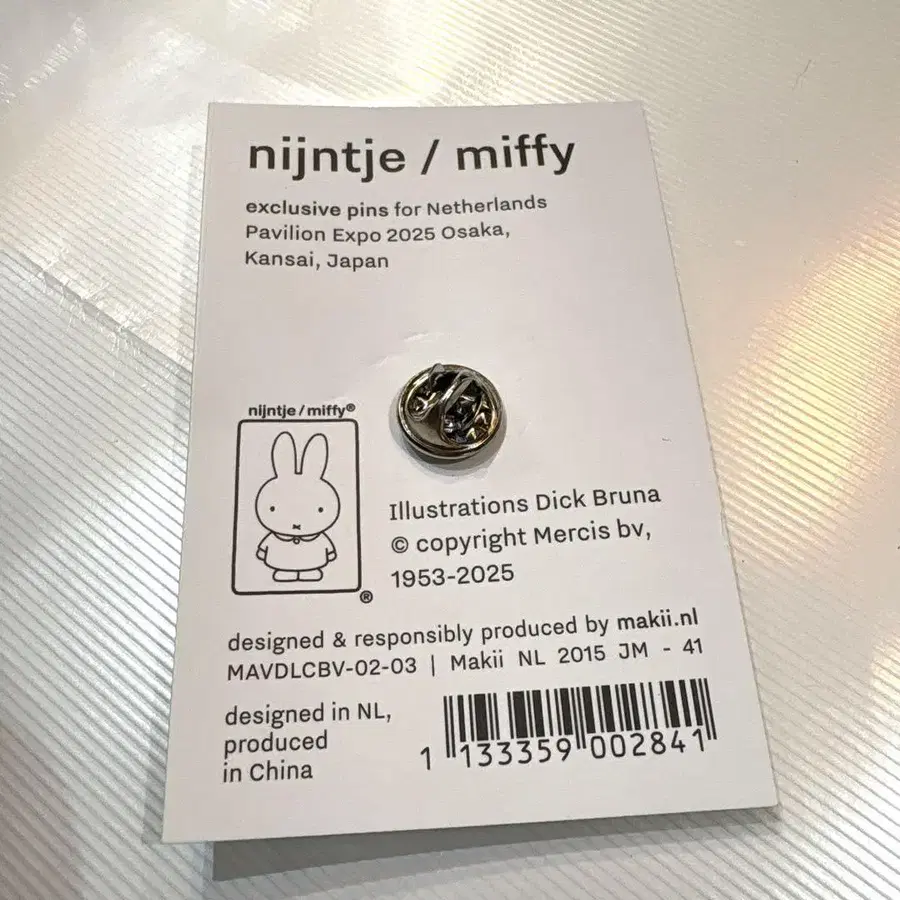 nijntje / miffy
exclusive pins for Netherlands
Pavilion Expo 2025 Osaka,
Kansai, Japan
nijntje / miffy®
®
Illustrations Dick Bruna
© copyright Mercis bv,
1953-2025
designed & responsibly produced by makii.nl
MAVDLCBV-02-03 | Makii NL 2015 JM - 41
designed in NL,
produced
in China
1 133359 002841